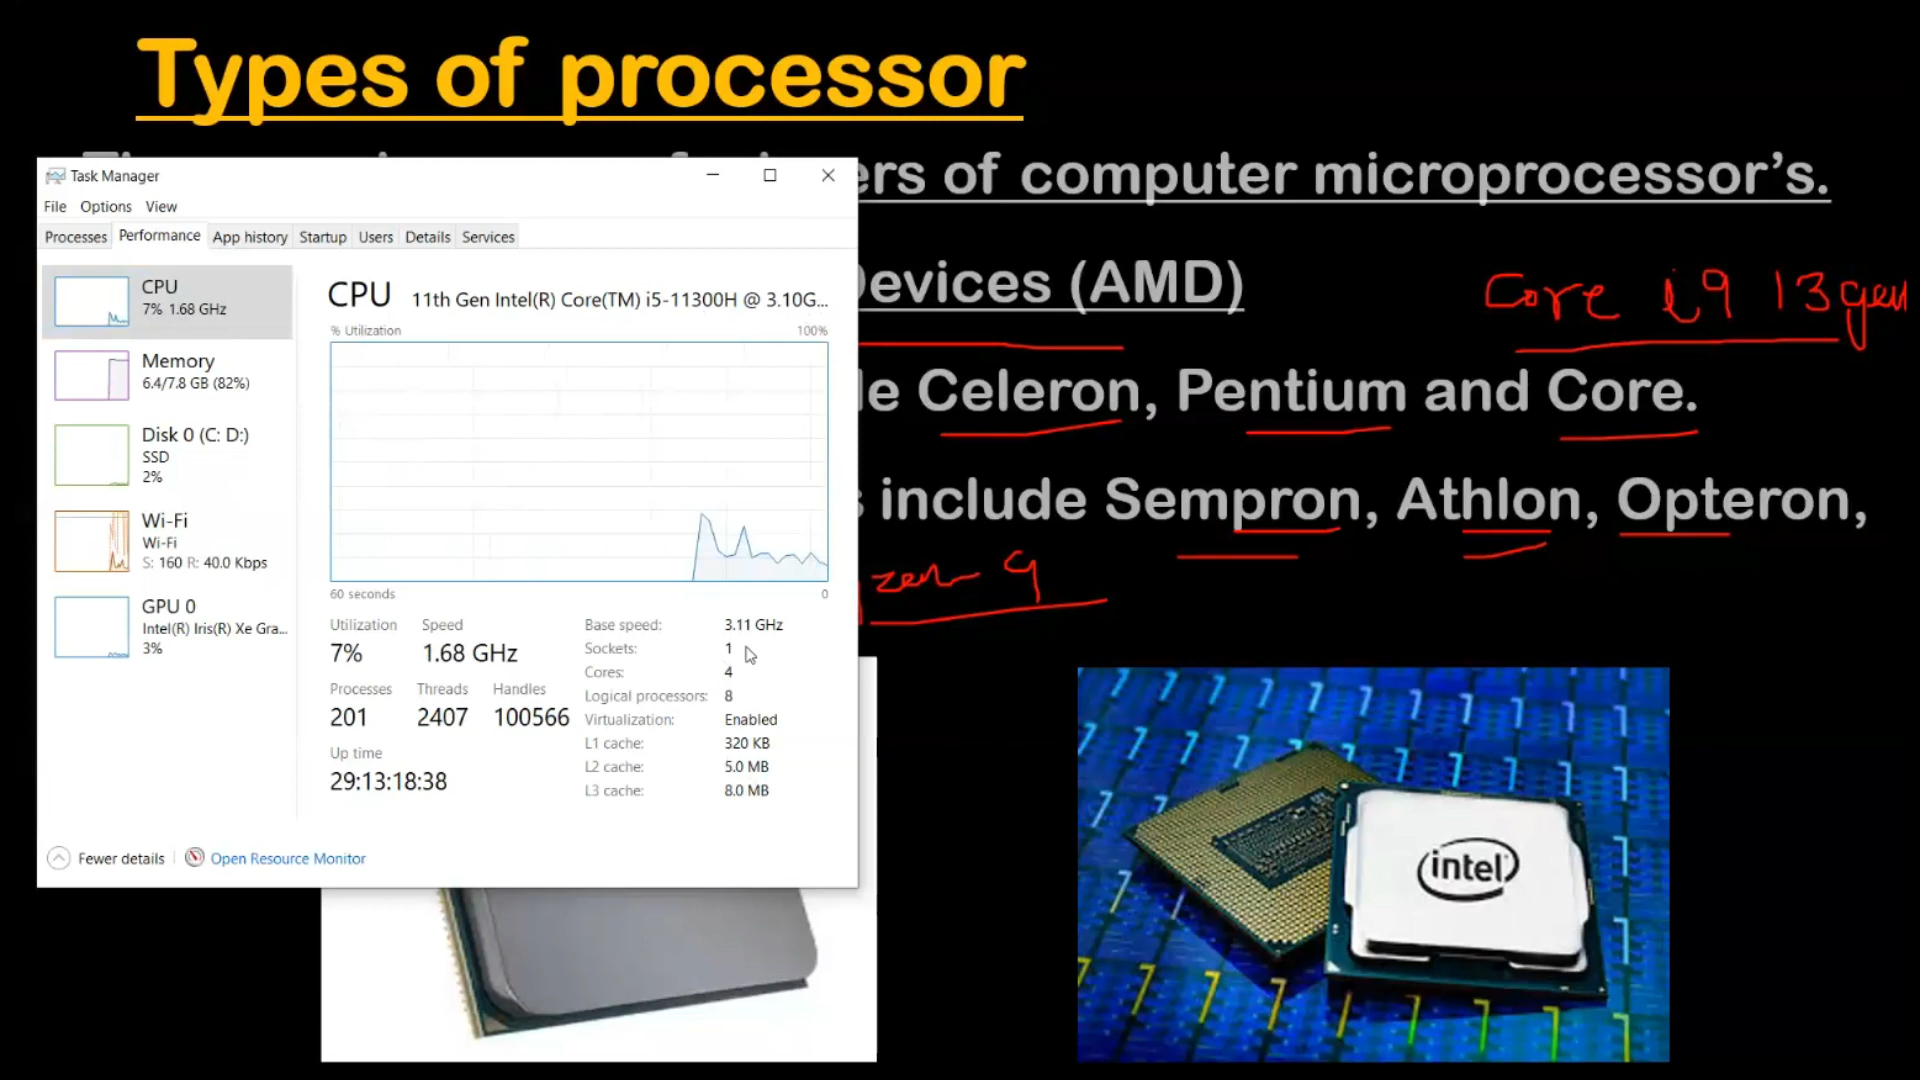 Types of processor
ers of computer microprocessor's.
Devices (AMD)
Core i9 13gen
le Celeron, Pentium and Core.
s include Sempron, Athlon, Opteron,
zen 9
Task Manager
File Options View
Processes Performance App history Startup Users Details Services
CPU
7% 1.68 GHz
Memory
6.4/7.8 GB (82%)
Disk 0 (C: D:)
SSD
2%
Wi-Fi
Wi-Fi
S: 160 R: 40.0 Kbps
GPU 0
Intel(R) Iris(R) Xe Gra...
3%
CPU 11th Gen Intel(R) Core(TM) i5-11300H @ 3.10G...
% Utilization 100%
60 seconds 0
Utilization Speed
7% 1.68 GHz
Processes Threads Handles
201 2407 100566
Up time
29:13:18:38
Base speed: 3.11 GHz
Sockets: 1
Cores: 4
Logical processors: 8
Virtualization: Enabled
L1 cache: 320 KB
L2 cache: 5.0 MB
L3 cache: 8.0 MB
Fewer details Open Resource Monitor
intel